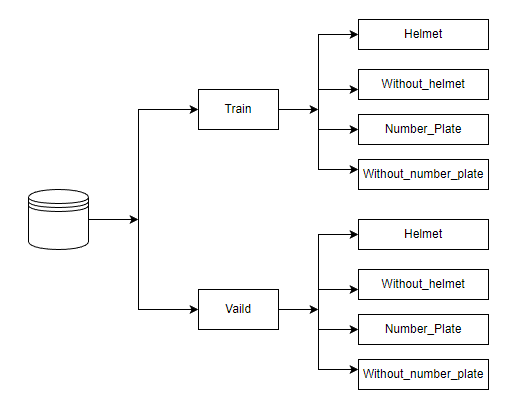 Helmet
Without_helmet
Train
Number_Plate
Without_number_plate
Helmet
Without_helmet
Vaild
Number_Plate
Without_number_plate